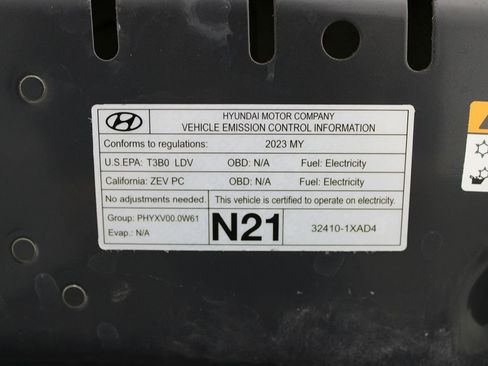 HYUNDAI MOTOR COMPANY
VEHICLE EMISSION CONTROL INFORMATION
Conforms to regulations: 2023 MY
U.S.EPA: T3B0 LDV OBD: N/A Fuel: Electricity
California: ZEV PC OBD: N/A Fuel: Electricity
No adjustments needed. This vehicle is certified to operate on electricity.
Group: PHYXV00.0W61
Evap.: N/A
N21
32410-1XAD4